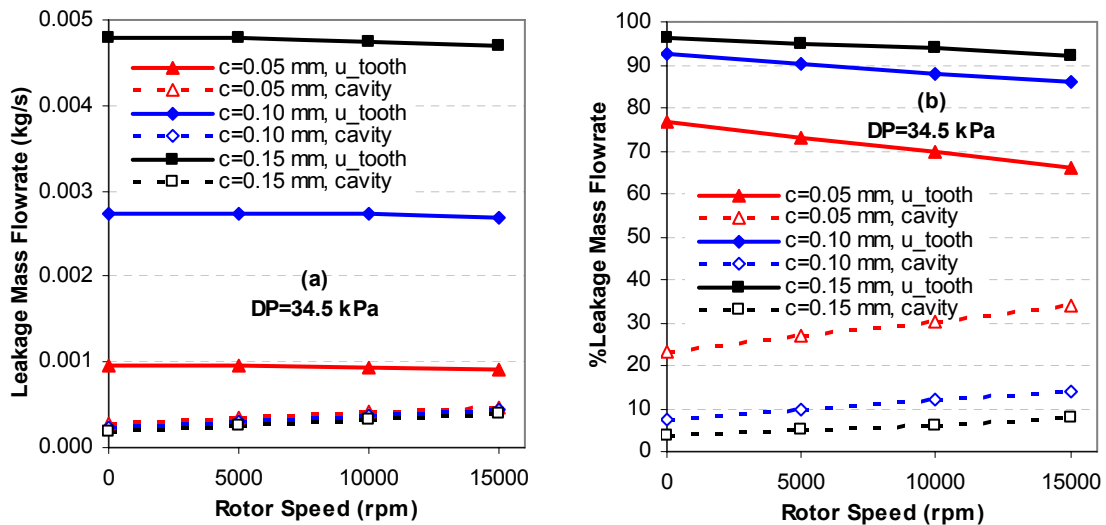 0.005
0.004
0.003
0.002
0.001
0.000
Leakage Mass Flowrate (kg/s)
c=0.05 mm, u_tooth
c=0.05 mm, cavity
c=0.10 mm, u_tooth
c=0.10 mm, cavity
c=0.15 mm, u_tooth
c=0.15 mm, cavity
(a)
DP=34.5 kPa
0 5000 10000 15000
Rotor Speed (rpm)
100
90
80
70
60
50
40
30
20
10
0
%Leakage Mass Flowrate
(b)
DP=34.5 kPa
c=0.05 mm, u_tooth
c=0.05 mm, cavity
c=0.10 mm, u_tooth
c=0.10 mm, cavity
c=0.15 mm, u_tooth
c=0.15 mm, cavity
0 5000 10000 15000
Rotor Speed (rpm)